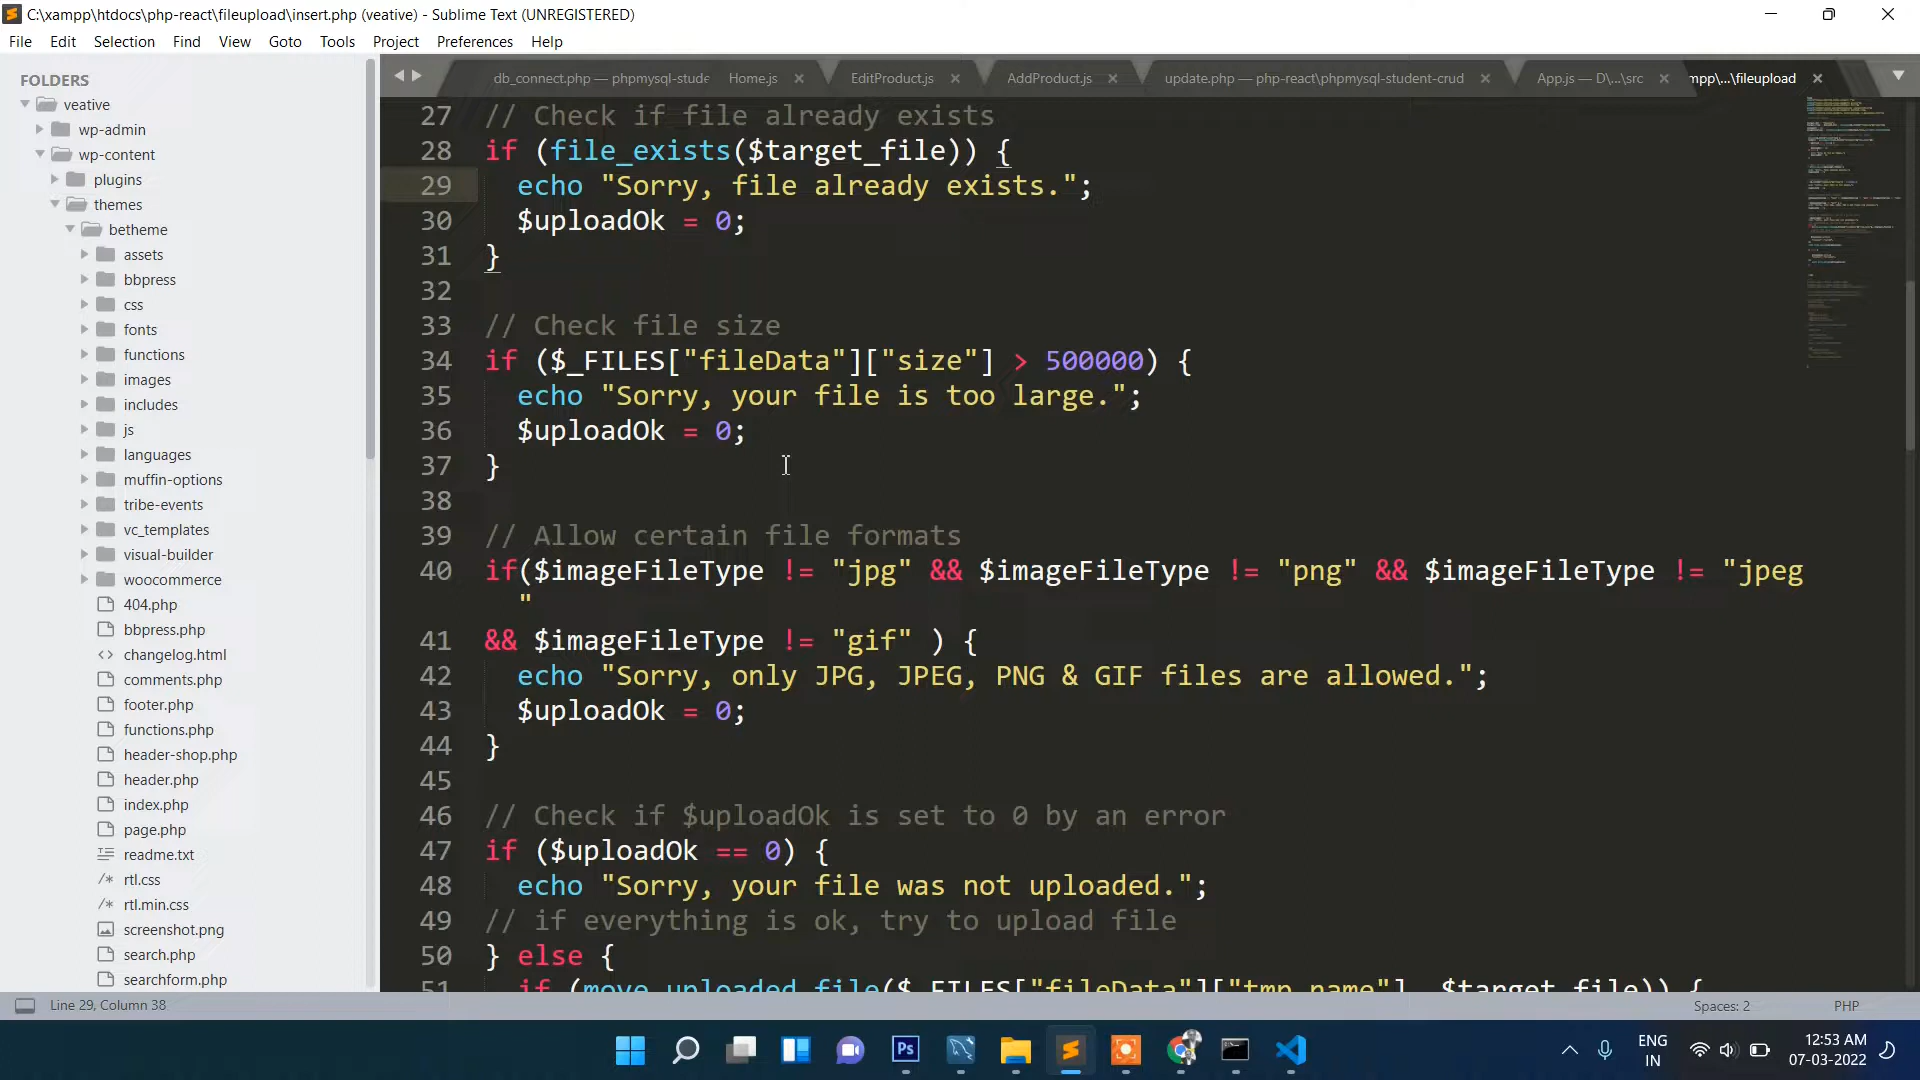 C:\xampp\htdocs\php-react\fileupload\insert.php (veative) - Sublime Text (UNREGISTERED)
File Edit Selection Find View Goto Tools Project Preferences Help
FOLDERS
veative
wp-admin
wp-content
plugins
themes
betheme
assets
bbpress
css
fonts
functions
images
includes
js
languages
muffin-options
tribe-events
vc_templates
visual-builder
woocommerce
404.php
bbpress.php
<> changelog.html
comments.php
footer.php
functions.php
header-shop.php
header.php
index.php
page.php
readme.txt
/* rtl.css
/* rtl.min.css
screenshot.png
search.php
searchform.php
db_connect.php — phpmysql-stude Home.js EditProduct.js AddProduct.js update.php — php-react\phpmysql-student-crud App.js — D\...\src mpp\...\fileupload
27 // Check if file already exists
28 if (file_exists($target_file)) {
29 echo "Sorry, file already exists.";
30 $uploadOk = 0;
31 }
32
33 // Check file size
34 if ($_FILES["fileData"]["size"] > 500000) {
35 echo "Sorry, your file is too large.";
36 $uploadOk = 0;
37 }
38
39 // Allow certain file formats
40 if($imageFileType != "jpg" && $imageFileType != "png" && $imageFileType != "jpeg
"
41 && $imageFileType != "gif" ) {
42 echo "Sorry, only JPG, JPEG, PNG & GIF files are allowed.";
43 $uploadOk = 0;
44 }
45
46 // Check if $uploadOk is set to 0 by an error
47 if ($uploadOk == 0) {
48 echo "Sorry, your file was not uploaded.";
49 // if everything is ok, try to upload file
50 } else {
51 if (move_uploaded_file($_FILES["fileData"]["tmp_name"], $target_file)) {
Line 29, Column 38
Spaces: 2
PHP
Ps
ENG
IN
12:53 AM
07-03-2022